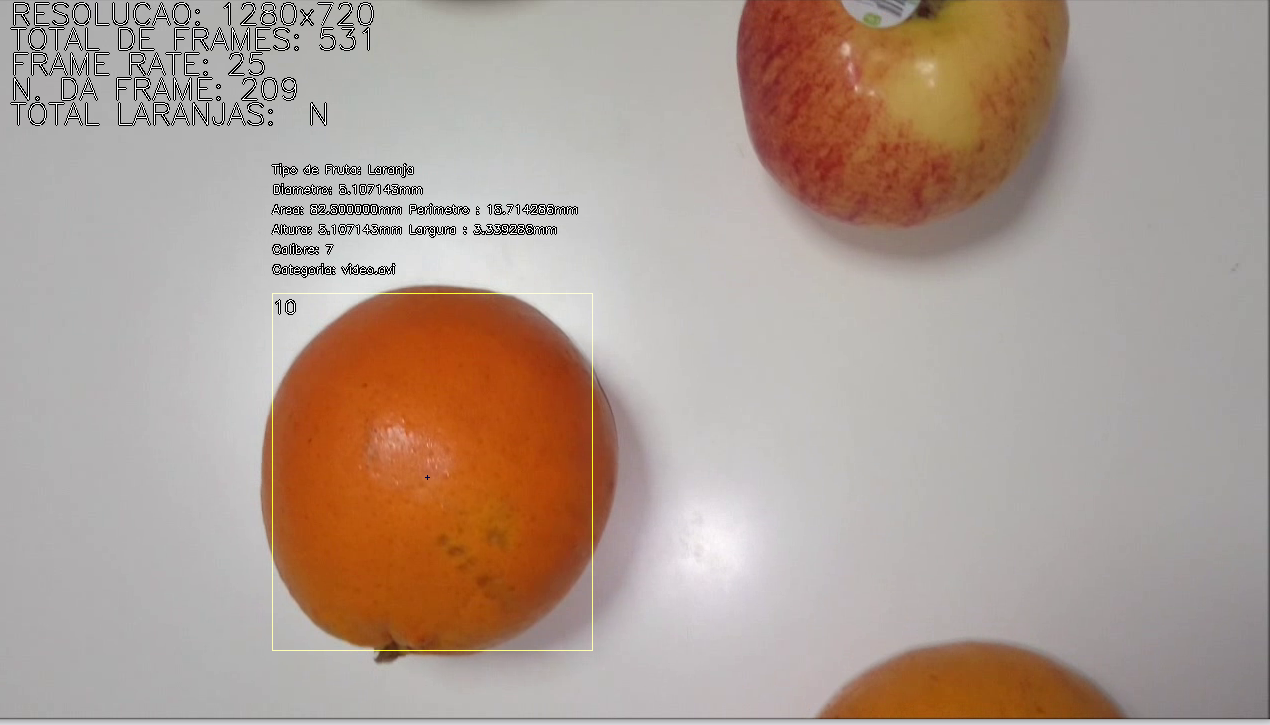 RESOLUCAO: 1280x720
TOTAL DE FRAMES: 531
FRAME RATE: 25
N. DA FRAME: 209
TOTAL LARANJAS: N
Tipo de Fruta: Laranja
Diametro: 5.107143mm
Area: 82.500000mm Perimetro : 15.714286mm
Altura: 5.107143mm Largura : 3.339286mm
Calibre: 7
Categoria: video.avi
10